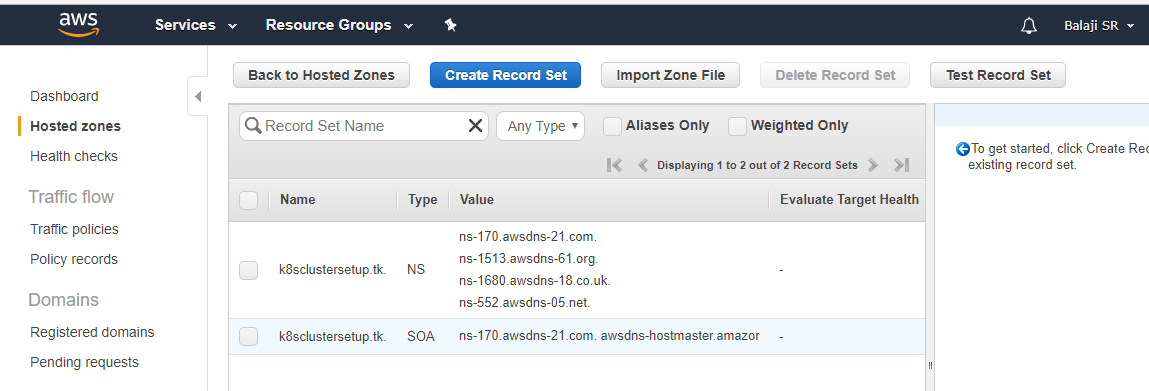 aws Services Resource Groups Balaji SR
Back to Hosted Zones Create Record Set Import Zone File Delete Record Set Test Record Set
Dashboard
Hosted zones
Health checks
Traffic flow
Traffic policies
Policy records
Domains
Registered domains
Pending requests
Record Set Name Any Type Aliases Only Weighted Only
Displaying 1 to 2 out of 2 Record Sets
Name Type Value Evaluate Target Health
k8sclustersetup.tk. NS ns-170.awsdns-21.com.
ns-1513.awsdns-61.org.
ns-1680.awsdns-18.co.uk.
ns-552.awsdns-05.net.
-
k8sclustersetup.tk. SOA ns-170.awsdns-21.com. awsdns-hostmaster.amazor -
To get started, click Create Rec
existing record set.